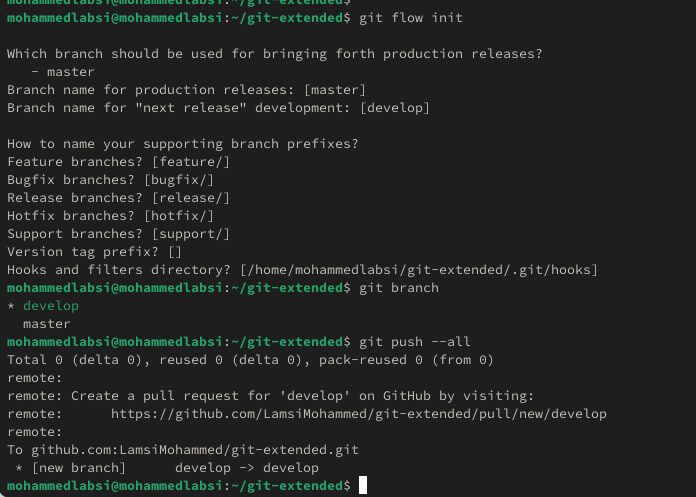 mohammedlabsi@mohammedlabsi:~/git-extended$
mohammedlabsi@mohammedlabsi:~/git-extended$ git flow init

Which branch should be used for bringing forth production releases?
   - master
Branch name for production releases: [master]
Branch name for "next release" development: [develop]

How to name your supporting branch prefixes?
Feature branches? [feature/]
Bugfix branches? [bugfix/]
Release branches? [release/]
Hotfix branches? [hotfix/]
Support branches? [support/]
Version tag prefix? []
Hooks and filters directory? [/home/mohammedlabsi/git-extended/.git/hooks]
mohammedlabsi@mohammedlabsi:~/git-extended$ git branch
* develop
  master
mohammedlabsi@mohammedlabsi:~/git-extended$ git push --all
Total 0 (delta 0), reused 0 (delta 0), pack-reused 0 (from 0)
remote:
remote: Create a pull request for 'develop' on GitHub by visiting:
remote:      https://github.com/LamsiMohammed/git-extended/pull/new/develop
remote:
To github.com:LamsiMohammed/git-extended.git
 * [new branch]      develop -> develop
mohammedlabsi@mohammedlabsi:~/git-extended$